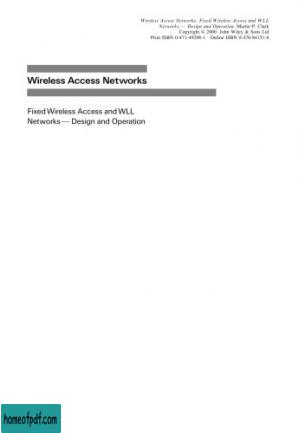 Wireless Access Networks: Fixed Wireless Access and WLL
Networks — Design and Operation. Martin P. Clark
Copyright © 2000 John Wiley & Sons Ltd
Print ISBN 0-471-49298-1 Online ISBN 0-470-84151-6
Wireless Access Networks
Fixed Wireless Access and WLL
Networks — Design and Operation
homeofpdf.com